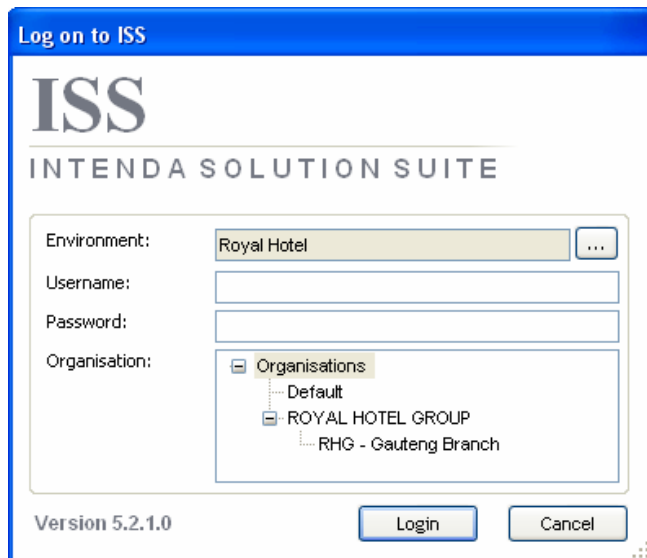 Log on to ISS
ISS
INTENDA SOLUTION SUITE
Environment: Royal Hotel ...
Username:
Password:
Organisation: Organisations
Default
ROYAL HOTEL GROUP
RHG - Gauteng Branch
Version 5.2.1.0 Login Cancel